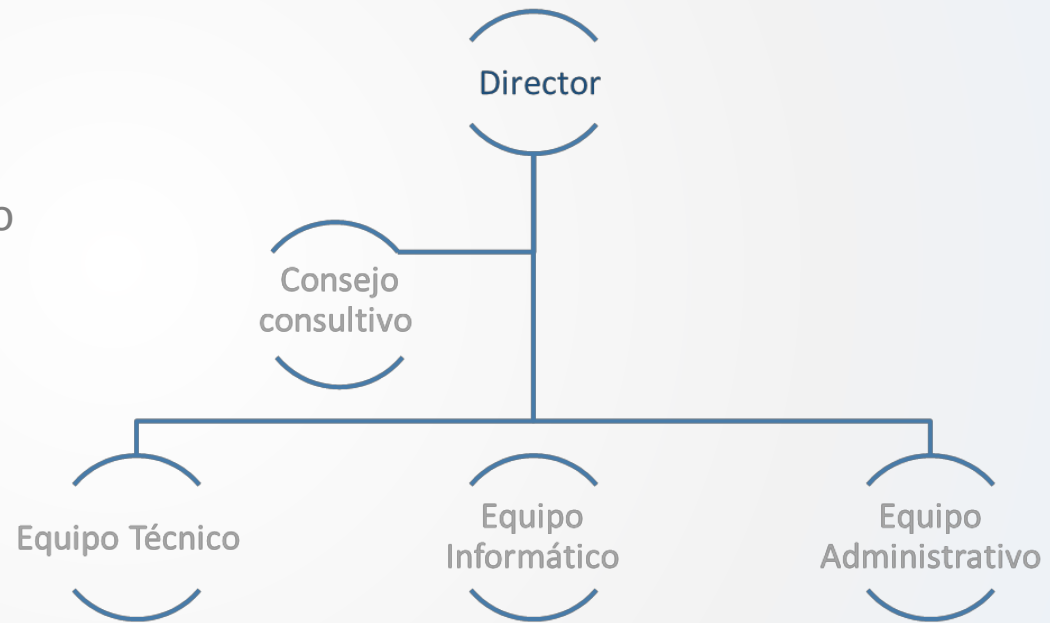 Director
o
Consejo
consultivo
Equipo Técnico
Equipo
Informático
Equipo
Administrativo